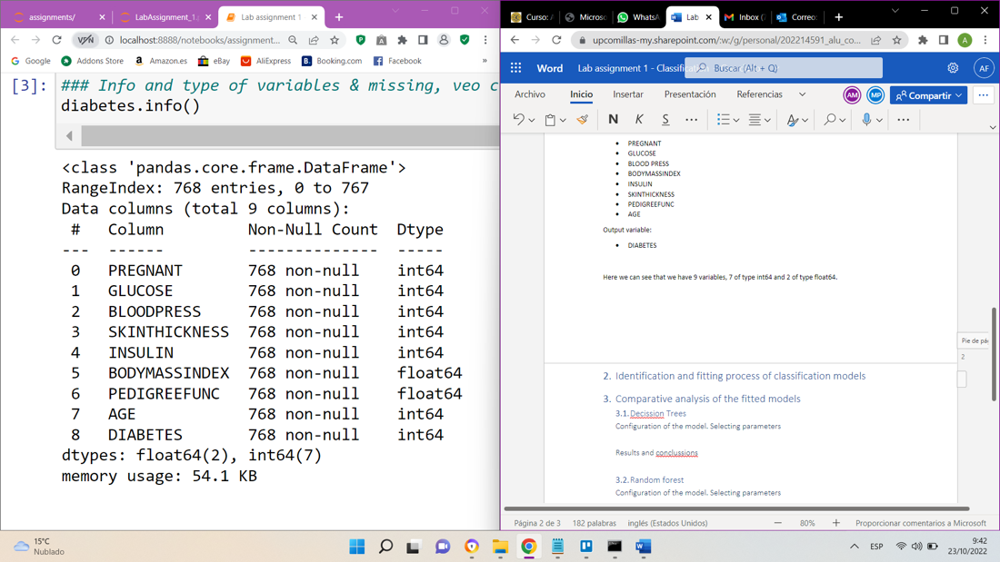 assignments/
LabAssignment_1.
Lab assignment 1
VPN
localhost:8888/notebooks/assignment...
Google
Addons Store
Amazon.es
eBay
AliExpress
Booking.com
Facebook
»
[3]: ### Info and type of variables & missing, veo c
diabetes.info()
<class 'pandas.core.frame.DataFrame'>
RangeIndex: 768 entries, 0 to 767
Data columns (total 9 columns):
# Column Non-Null Count Dtype
--- ------ -------------- -----
0 PREGNANT 768 non-null int64
1 GLUCOSE 768 non-null int64
2 BLOODPRESS 768 non-null int64
3 SKINTHICKNESS 768 non-null int64
4 INSULIN 768 non-null int64
5 BODYMASSINDEX 768 non-null float64
6 PEDIGREEFUNC 768 non-null float64
7 AGE 768 non-null int64
8 DIABETES 768 non-null int64
dtypes: float64(2), int64(7)
memory usage: 54.1 KB
Curso: A
Micros
WhatsA
Lab
Inbox (
Correo:
upcomillas-my.sharepoint.com/:w:/g/personal/202214591_alu_co...
A
Word
Lab assignment 1 - Classific
Buscar (Alt + Q)
AF
Archivo
Inicio
Insertar
Presentación
Referencias
AM
MP
Compartir
...
N K S ...
• PREGNANT
• GLUCOSE
• BLOOD PRESS
• BODYMASSINDEX
• INSULIN
• SKINTHICKNESS
• PEDIGREEFUNC
• AGE
Output variable:
• DIABETES
Here we can see that we have 9 variables, 7 of type int64 and 2 of type float64.
Pie de pá
2
2. Identification and fitting process of classification models
3. Comparative analysis of the fitted models
3.1. Decission Trees
Configuration of the model. Selecting parameters
Results and conclussions
3.2. Random forest
Configuration of the model. Selecting parameters
Página 2 de 3
182 palabras
inglés (Estados Unidos)
80%
Proporcionar comentarios a Microsoft
15°C
Nublado
ESP
9:42
23/10/2022